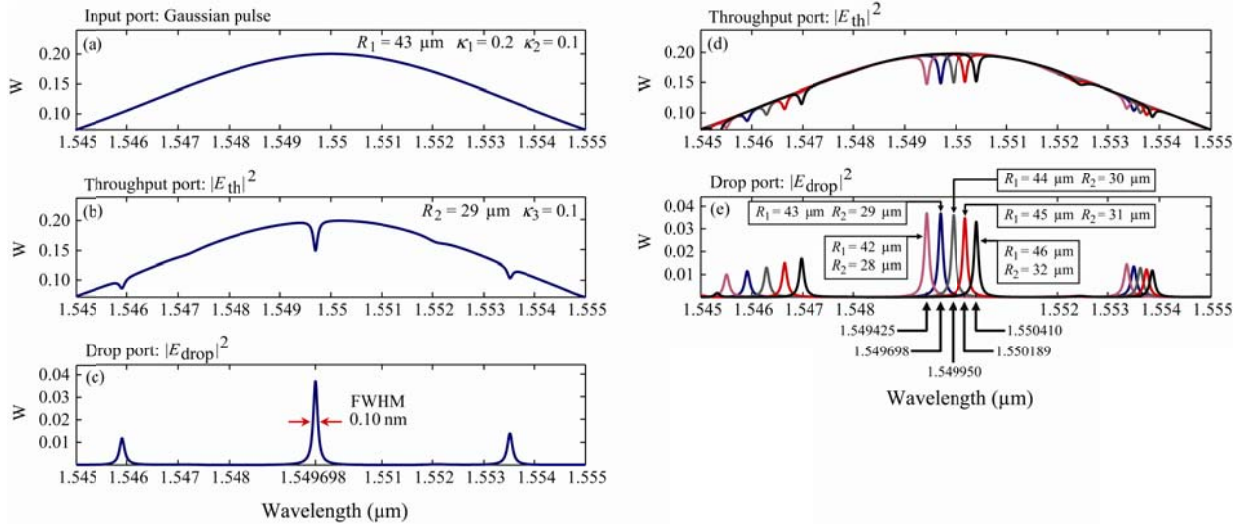 Input port: Gaussian pulse
(a)
R₁ = 43 µm κ₁ = 0.2 κ₂ = 0.1
W
0.20
0.10
1.545 1.546 1.547 1.548 1.549 1.55 1.551 1.552 1.553 1.554 1.555
Throughput port: |E_th|²
(b)
R₂ = 29 µm κ₃ = 0.1
W
0.20
0.10
1.545 1.546 1.547 1.548 1.549 1.55 1.551 1.552 1.553 1.554 1.555
Drop port: |E_drop|²
(c)
W
0.04
0.03
0.02
0.01
FWHM
0.10 nm
1.545 1.546 1.547 1.548 1.549698 1.551 1.552 1.553 1.554 1.555
Wavelength (µm)
Throughput port: |E_th|²
(d)
W
0.20
0.10
1.545 1.546 1.547 1.548 1.549 1.55 1.551 1.552 1.553 1.554 1.555
Drop port: |E_drop|²
(e)
W
0.04
0.03
0.02
0.01
R₁ = 44 µm R₂ = 30 µm
R₁ = 43 µm R₂ = 29 µm
R₁ = 45 µm R₂ = 31 µm
R₁ = 42 µm
R₂ = 28 µm
R₁ = 46 µm
R₂ = 32 µm
1.545 1.546 1.547 1.548 1.551 1.552 1.553 1.554 1.555
1.549425
1.550410
1.549698
1.550189
1.549950
Wavelength (µm)